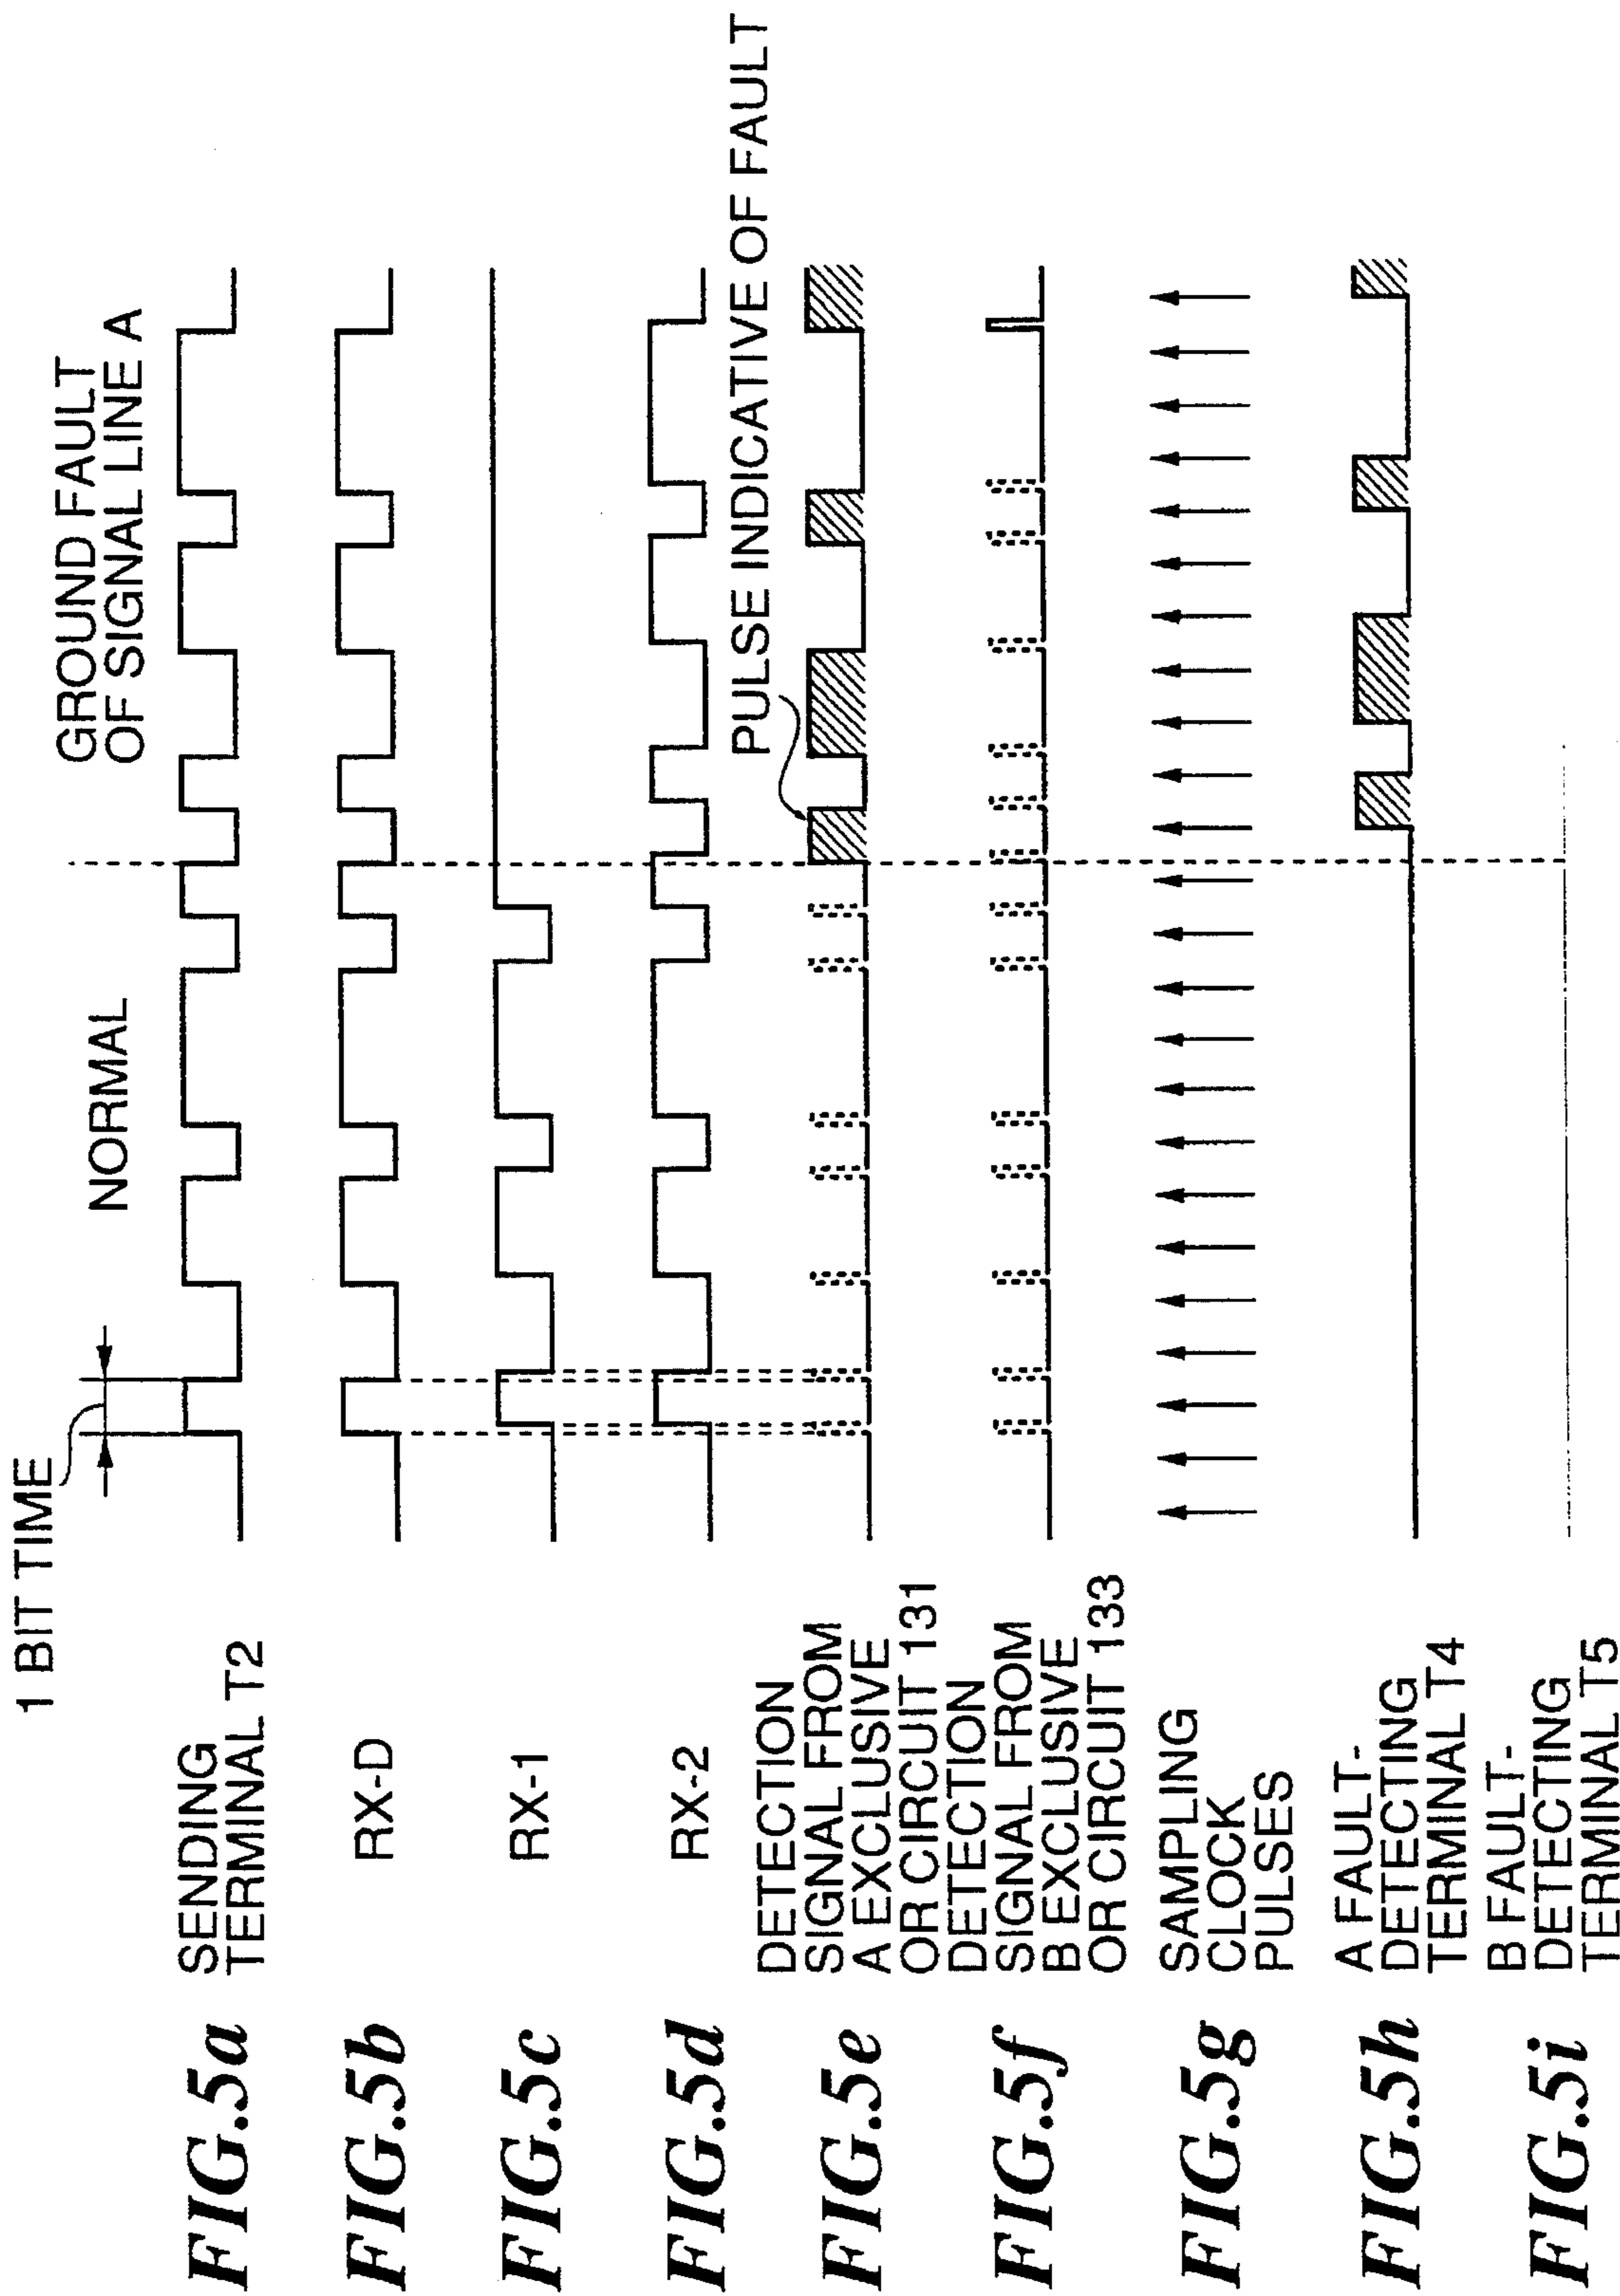 1 BIT TIME
NORMAL
GROUND FAULT
OF SIGNAL LINE A
FIG.5a
SENDING
TERMINAL T2
FIG.5b
RX-D
FIG.5c
RX-1
FIG.5d
RX-2
PULSE INDICATIVE OF FAULT
FIG.5e
DETECTION
SIGNAL FROM
A EXCLUSIVE
OR CIRCUIT 131
FIG.5f
DETECTION
SIGNAL FROM
B EXCLUSIVE
OR CIRCUIT 133
FIG.5g
SAMPLING
CLOCK
PULSES
FIG.5h
A FAULT-
DETECTING
TERMINAL T4
FIG.5i
B FAULT-
DETECTING
TERMINAL T5